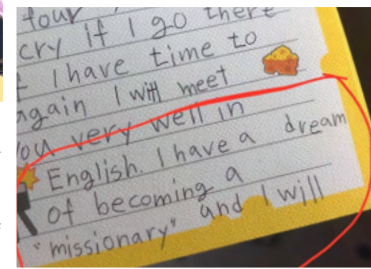 tour
cry if I go there
I have time to
again I will meet
you very well in
English. I have a dream
of becoming a
"missionary" and I will